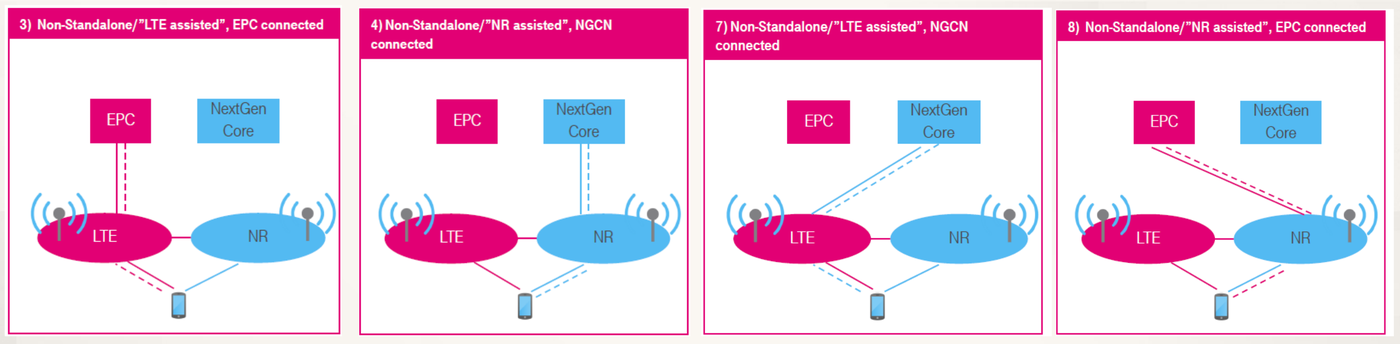 3) Non-Standalone/”LTE assisted”, EPC connected
EPC
NextGen
Core
LTE
NR
4) Non-Standalone/”NR assisted”, NGCN
connected
EPC
NextGen
Core
LTE
NR
7) Non-Standalone/”LTE assisted”, NGCN
connected
EPC
NextGen
Core
LTE
NR
8) Non-Standalone/”NR assisted”, EPC connected
EPC
NextGen
Core
LTE
NR